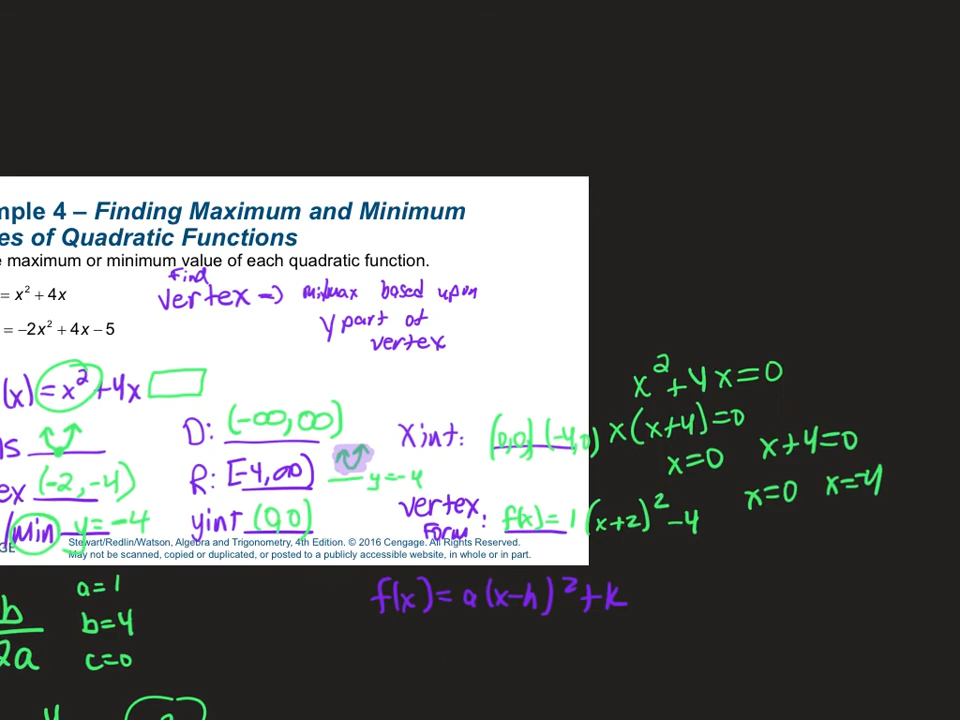 mple 4 – Finding Maximum and Minimum
es of Quadratic Functions
e maximum or minimum value of each quadratic function.
= x² + 4x
= −2x² + 4x − 5
Find
vertex => min/max based upon
y part of
vertex
(x) = x² + 4x
x² + 4x = 0
x(x+4) = 0
x = 0 x + 4 = 0
x = 0 x = -4
D: (-∞, ∞)
x int: (0,0) (-4,0)
ns
ex (-2, -4)
R: [-4, ∞)
y = -4
/Min y = -4
y int (0,0)
vertex
Form : f(x) = 1(x+2)² - 4
GE
Stewart/Redlin/Watson, Algebra and Trigonometry, 4th Edition. © 2016 Cengage. All Rights Reserved.
May not be scanned, copied or duplicated, or posted to a publicly accessible website, in whole or in part.
f(x) = a(x-h)² + k
b
2a
a = 1
b = 4
c = 0